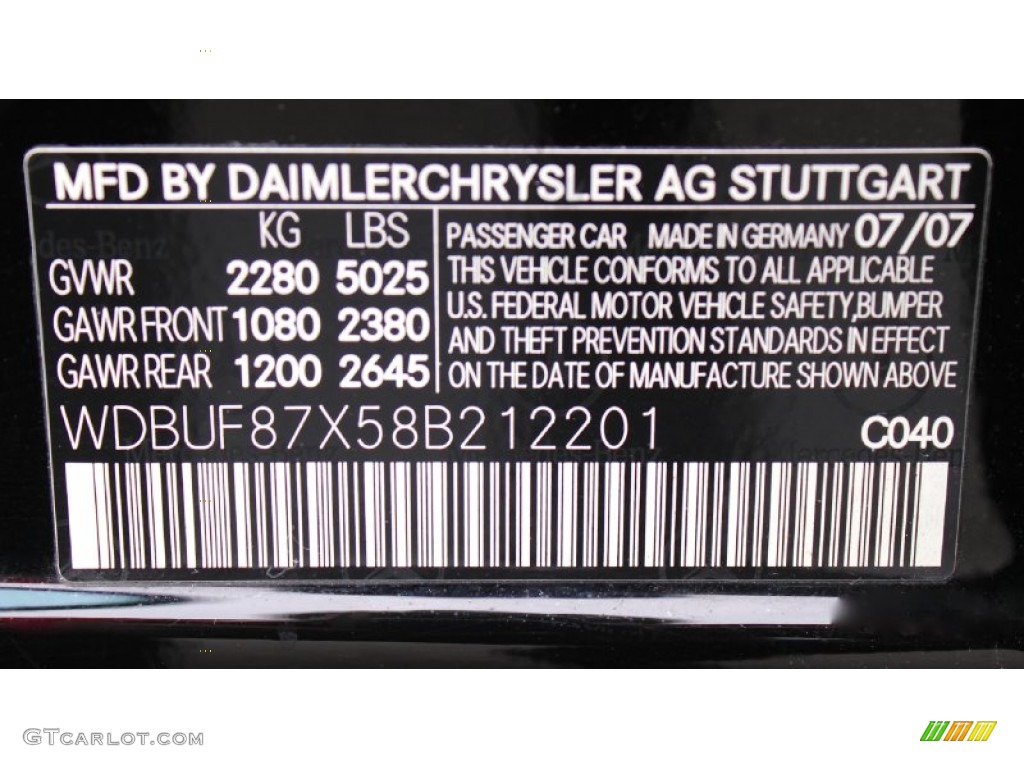 MFD BY DAIMLERCHRYSLER AG STUTTGART
KG LBS
GVWR 2280 5025
GAWR FRONT 1080 2380
GAWR REAR 1200 2645
PASSENGER CAR MADE IN GERMANY 07/07
THIS VEHICLE CONFORMS TO ALL APPLICABLE
U.S. FEDERAL MOTOR VEHICLE SAFETY,BUMPER
AND THEFT PREVENTION STANDARDS IN EFFECT
ON THE DATE OF MANUFACTURE SHOWN ABOVE
WDBUF87X58B212201 C040
GTCARLOT.COM